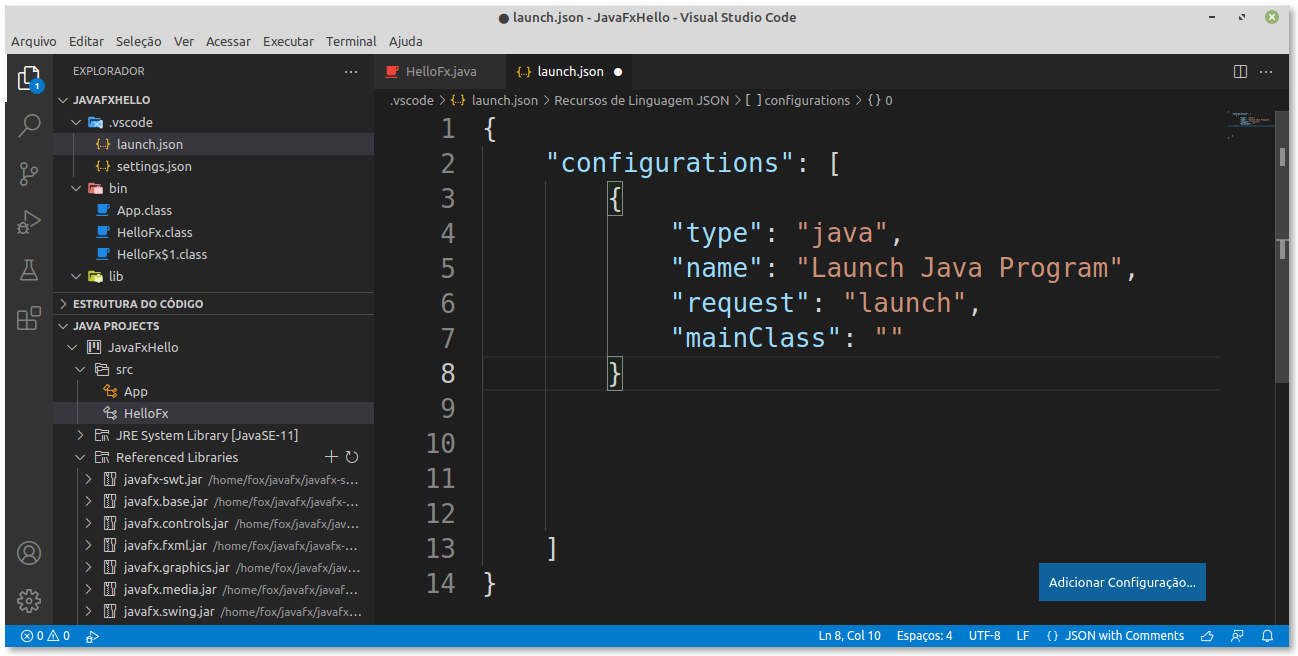 ● launch.json - JavaFxHello - Visual Studio Code
Arquivo Editar Seleção Ver Acessar Executar Terminal Ajuda
EXPLORADOR ...
1
JAVAFXHELLO
.vscode
{..} launch.json
{..} settings.json
bin
App.class
HelloFx.class
HelloFx$1.class
lib
ESTRUTURA DO CÓDIGO
JAVA PROJECTS
JavaFxHello
src
App
HelloFx
JRE System Library [JavaSE-11]
Referenced Libraries
javafx-swt.jar /home/fox/javafx/javafx-s...
javafx.base.jar /home/fox/javafx/javafx-...
javafx.controls.jar /home/fox/javafx/jav...
javafx.fxml.jar /home/fox/javafx/javafx-...
javafx.graphics.jar /home/fox/javafx/jav...
javafx.media.jar /home/fox/javafx/javaf...
javafx.swing.jar /home/fox/javafx/javafx...
HelloFx.java {..} launch.json ●
.vscode > {..} launch.json > Recursos de Linguagem JSON > [ ] configurations > { } 0
1 {
2 "configurations": [
3 {
4 "type": "java",
5 "name": "Launch Java Program",
6 "request": "launch",
7 "mainClass": ""
8 }
9
10
11
12
13 ]
14 }
Adicionar Configuração...
0 0
Ln 8, Col 10 Espaços: 4 UTF-8 LF {} JSON with Comments